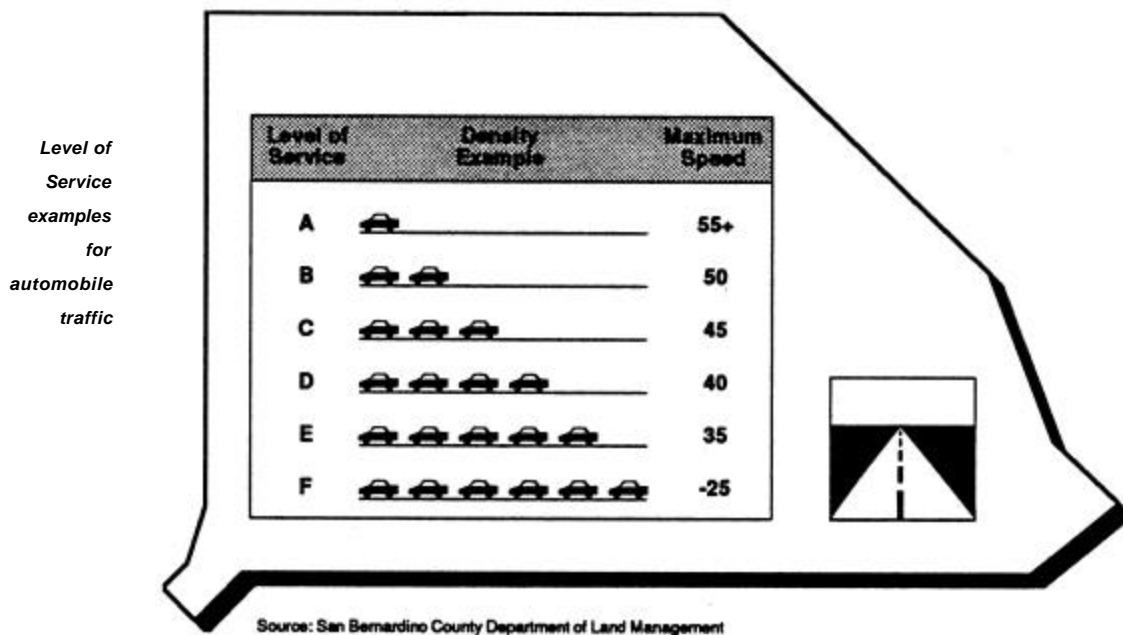 Level of
Service
examples
for
automobile
traffic
Level of Service Density Example Maximum Speed
A 55+
B 50
C 45
D 40
E 35
F -25
Source: San Bernardino County Department of Land Management